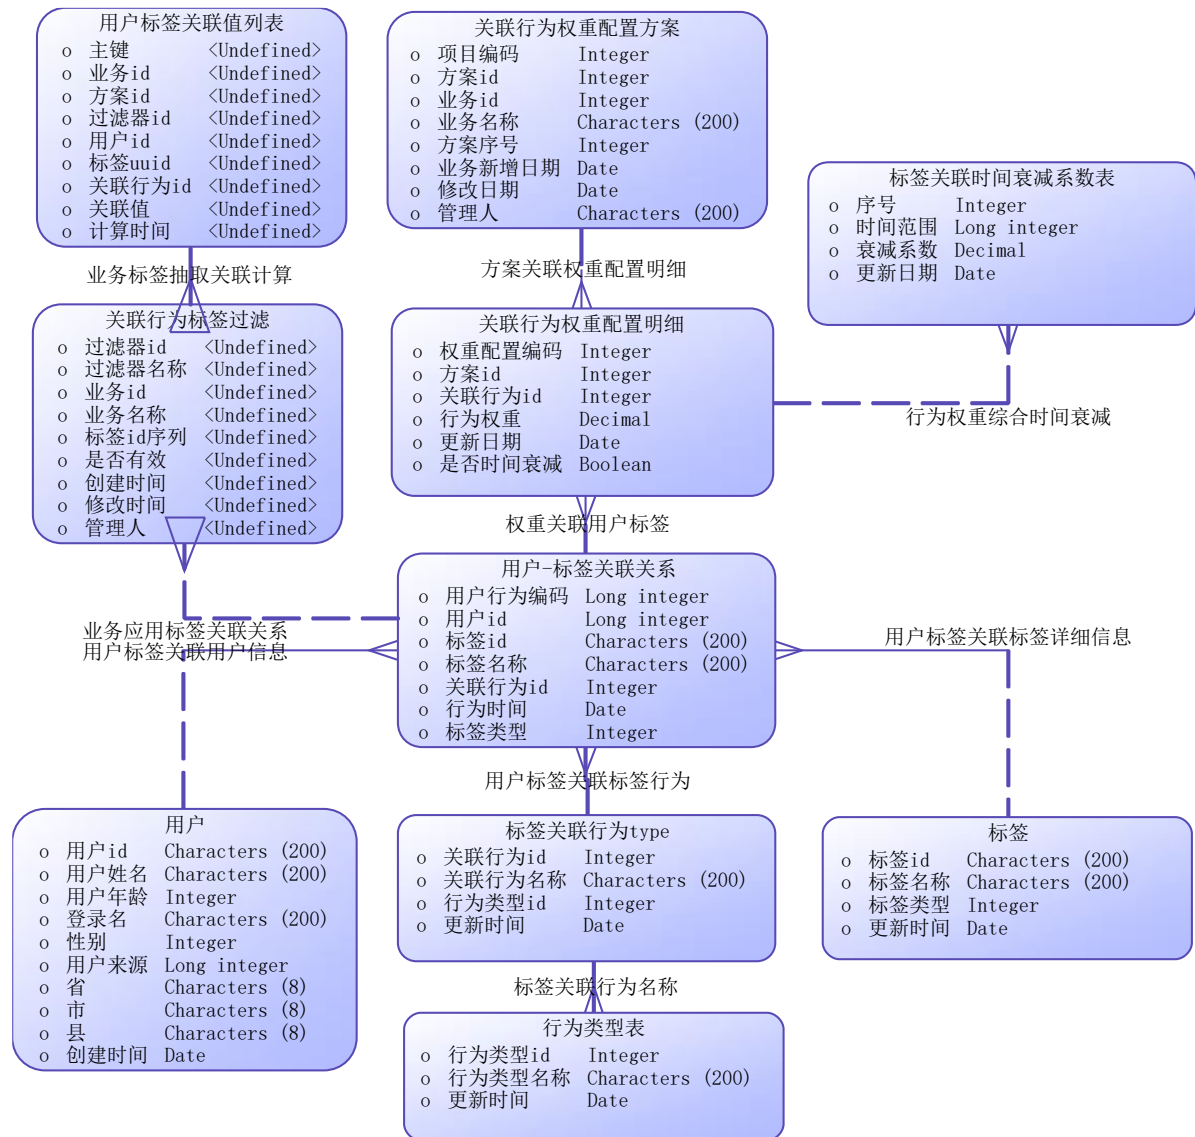 用户标签关联值列表
o 主键 <Undefined>
o 业务id <Undefined>
o 方案id <Undefined>
o 过滤器id <Undefined>
o 用户id <Undefined>
o 标签uuid <Undefined>
o 关联行为id <Undefined>
o 关联值 <Undefined>
o 计算时间 <Undefined>
关联行为权重配置方案
o 项目编码 Integer
o 方案id Integer
o 业务id Integer
o 业务名称 Characters (200)
o 方案序号 Integer
o 业务新增日期 Date
o 修改日期 Date
o 管理人 Characters (200)
标签关联时间衰减系数表
o 序号 Integer
o 时间范围 Long integer
o 衰减系数 Decimal
o 更新日期 Date
业务标签抽取关联计算
方案关联权重配置明细
关联行为标签过滤
o 过滤器id <Undefined>
o 过滤器名称 <Undefined>
o 业务id <Undefined>
o 业务名称 <Undefined>
o 标签id序列 <Undefined>
o 是否有效 <Undefined>
o 创建时间 <Undefined>
o 修改时间 <Undefined>
o 管理人 <Undefined>
关联行为权重配置明细
o 权重配置编码 Integer
o 方案id Integer
o 关联行为id Integer
o 行为权重 Decimal
o 更新日期 Date
o 是否时间衰减 Boolean
行为权重综合时间衰减
权重关联用户标签
用户-标签关联关系
o 用户行为编码 Long integer
o 用户id Long integer
o 标签id Characters (200)
o 标签名称 Characters (200)
o 关联行为id Integer
o 行为时间 Date
o 标签类型 Integer
业务应用标签关联关系
用户标签关联用户信息
用户标签关联标签详细信息
用户标签关联标签行为
用户
o 用户id Characters (200)
o 用户姓名 Characters (200)
o 用户年龄 Integer
o 登录名 Characters (200)
o 性别 Integer
o 用户来源 Long integer
o 省 Characters (8)
o 市 Characters (8)
o 县 Characters (8)
o 创建时间 Date
标签关联行为type
o 关联行为id Integer
o 关联行为名称 Characters (200)
o 行为类型id Integer
o 更新时间 Date
标签
o 标签id Characters (200)
o 标签名称 Characters (200)
o 标签类型 Integer
o 更新时间 Date
标签关联行为名称
行为类型表
o 行为类型id Integer
o 行为类型名称 Characters (200)
o 更新时间 Date